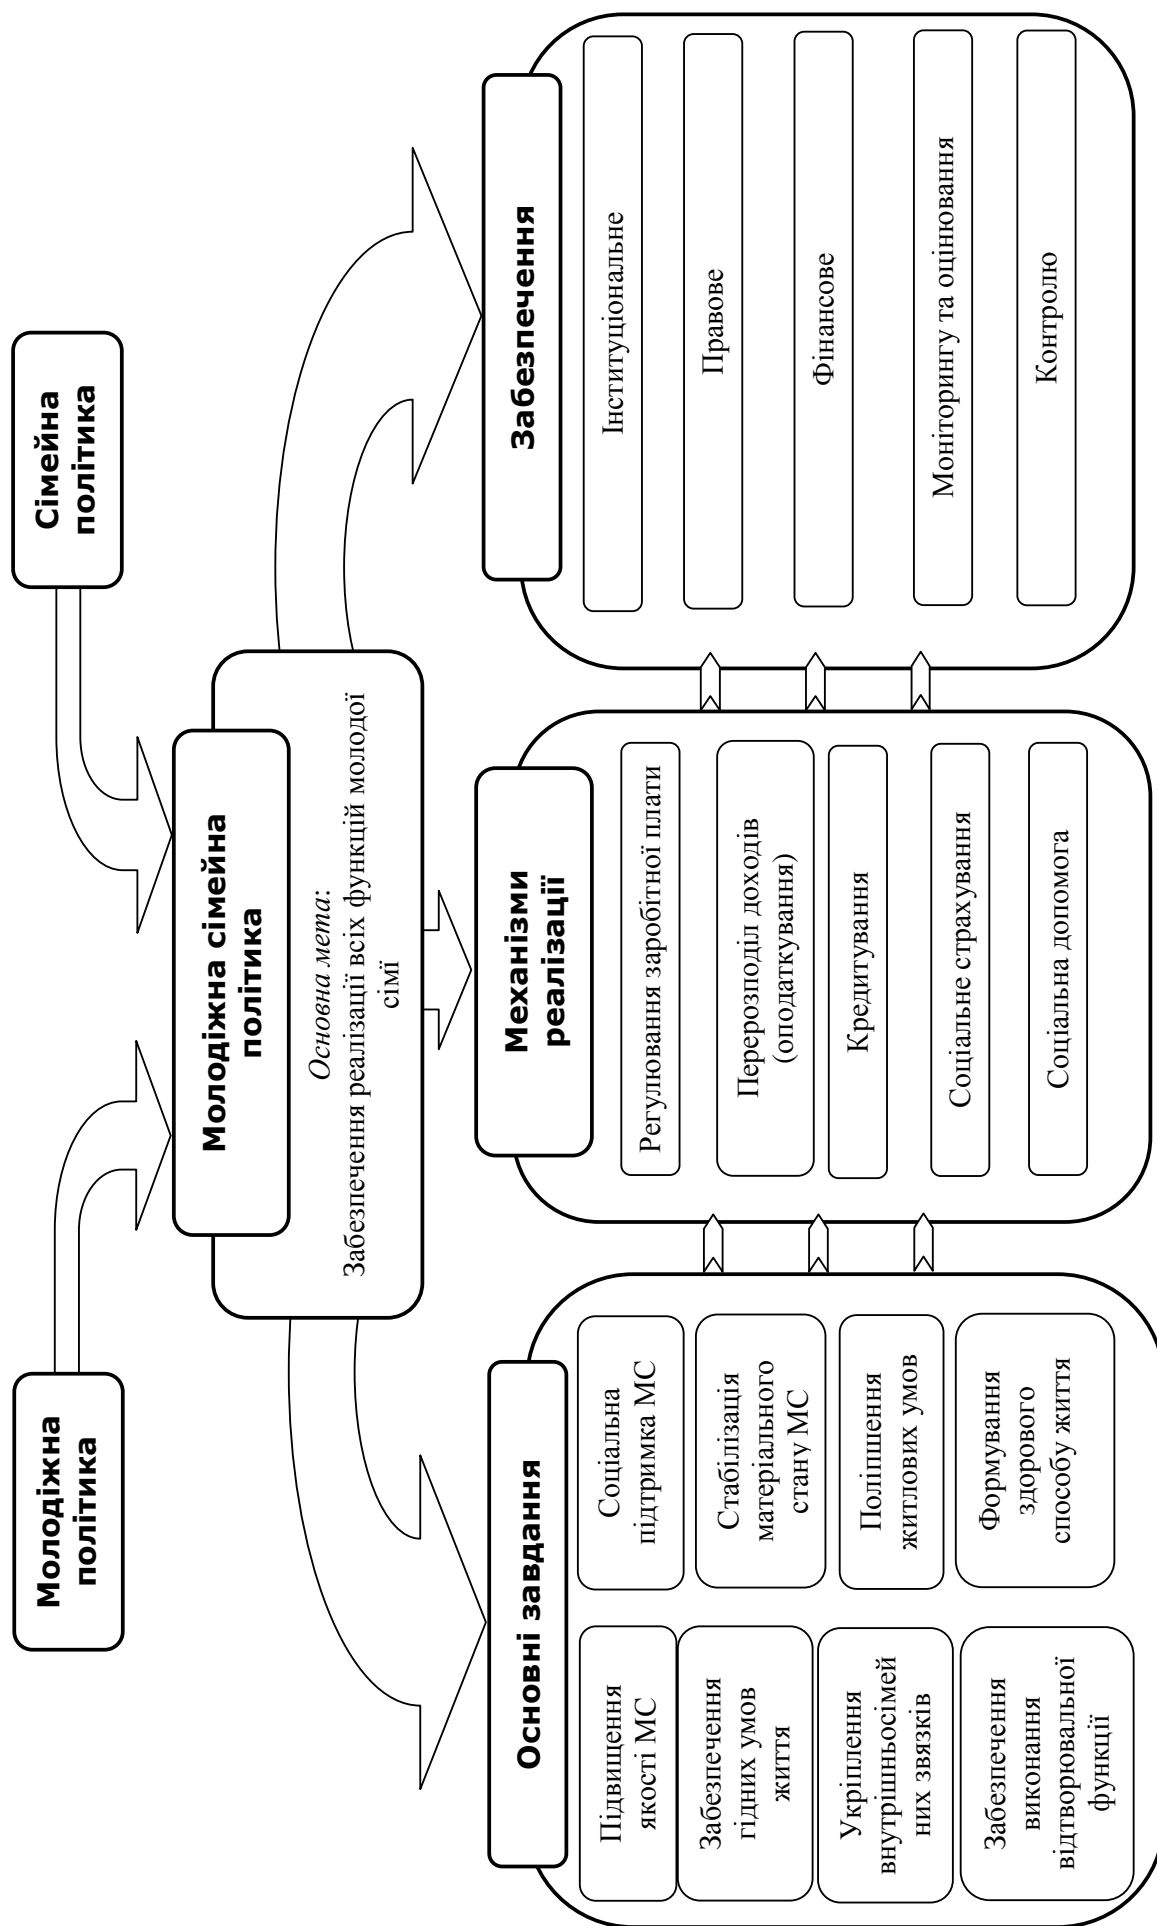 Молодіжна
політика
Сімейна
політика
Молодіжна сімейна
політика
Основна мета:
Забезпечення реалізації всіх функцій молодої
сімї
Основні завдання
Підвищення
якості МС
Забезпечення
гідних умов
життя
Укріплення
внутрішньосімей
них звязків
Забезпечення
виконання
відтворювальної
функції
Соціальна
підтримка МС
Стабілізація
матеріального
стану МС
Поліпшення
житлових умов
Формування
здорового
способу життя
Механізми
реалізації
Регулювання заробітної плати
Перерозподіл доходів
(оподаткування)
Кредитування
Соціальне страхування
Соціальна допомога
Забезпечення
Інституціональне
Правове
Фінансове
Моніторингу та оцінювання
Контролю